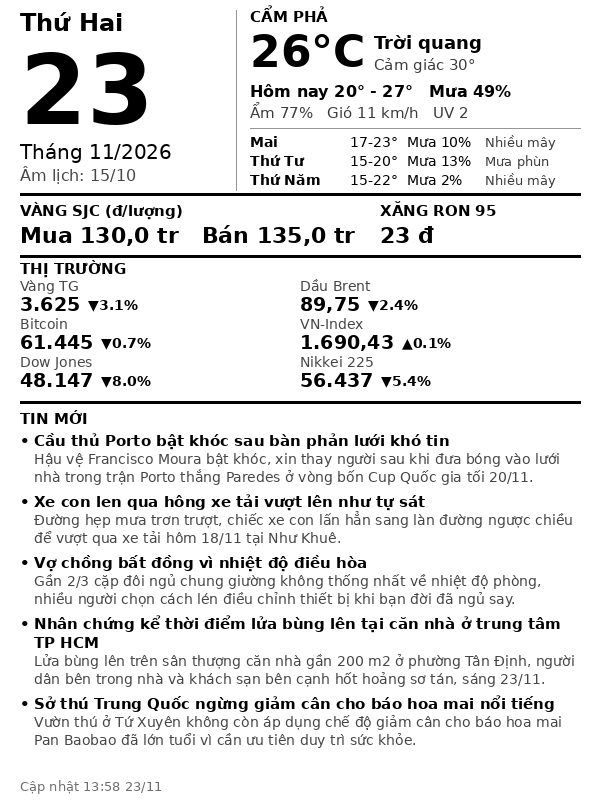 Thứ Hai
23
Tháng 11/2026
Âm lịch: 15/10
CẨM PHẢ
26°C Trời quang
Cảm giác 30°
Hôm nay 20° - 27° Mưa 49%
Ẩm 77% Gió 11 km/h UV 2
Mai 17-23° Mưa 10% Nhiều mây
Thứ Tư 15-20° Mưa 13% Mưa phùn
Thứ Năm 15-22° Mưa 2% Nhiều mây
VÀNG SJC (đ/lượng)
Mua 130,0 tr Bán 135,0 tr
XĂNG RON 95
23 đ
THỊ TRƯỜNG
Vàng TG
3.625 ▼3.1%
Dầu Brent
89,75 ▼2.4%
Bitcoin
61.445 ▼0.7%
VN-Index
1.690,43 ▲0.1%
Dow Jones
48.147 ▼8.0%
Nikkei 225
56.437 ▼5.4%
TIN MỚI
• Cầu thủ Porto bật khóc sau bàn phản lưới khó tin
Hậu vệ Francisco Moura bật khóc, xin thay người sau khi đưa bóng vào lưới
nhà trong trận Porto thắng Paredes ở vòng bốn Cup Quốc gia tối 20/11.
• Xe con len qua hông xe tải vượt lên như tự sát
Đường hẹp mưa trơn trượt, chiếc xe con lấn hẳn sang làn đường ngược chiều
để vượt qua xe tải hôm 18/11 tại Như Khuê.
• Vợ chồng bất đồng vì nhiệt độ điều hòa
Gần 2/3 cặp đôi ngủ chung giường không thống nhất về nhiệt độ phòng,
nhiều người chọn cách lén điều chỉnh thiết bị khi bạn đời đã ngủ say.
• Nhân chứng kể thời điểm lửa bùng lên tại căn nhà ở trung tâm
TP HCM
Lửa bùng lên trên sân thượng căn nhà gần 200 m2 ở phường Tân Định, người
dân bên trong nhà và khách sạn bên cạnh hốt hoảng sơ tán, sáng 23/11.
• Sở thú Trung Quốc ngừng giảm cân cho báo hoa mai nổi tiếng
Vườn thú ở Tứ Xuyên không còn áp dụng chế độ giảm cân cho báo hoa mai
Pan Baobao đã lớn tuổi vì cần ưu tiên duy trì sức khỏe.
Cập nhật 13:58 23/11